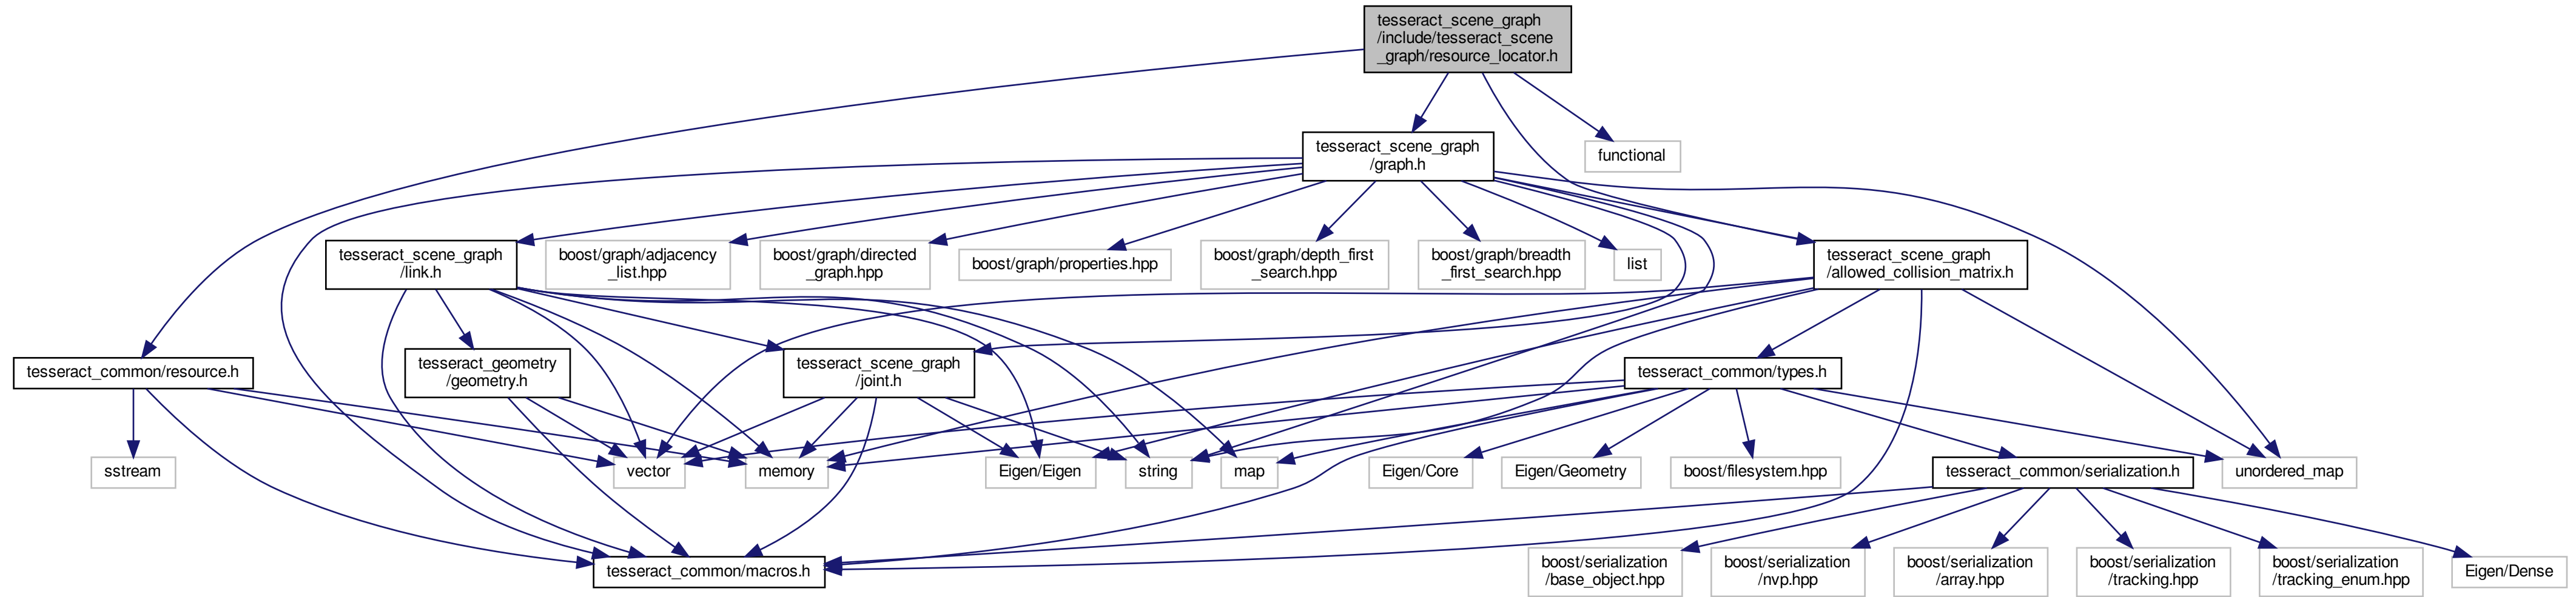 tesseract_scene_graph
/include/tesseract_scene
_graph/resource_locator.h
tesseract_scene_graph
/graph.h
functional
tesseract_scene_graph
/link.h
boost/graph/adjacency
_list.hpp
boost/graph/directed
_graph.hpp
boost/graph/properties.hpp
boost/graph/depth_first
_search.hpp
boost/graph/breadth
_first_search.hpp
list
tesseract_scene_graph
/allowed_collision_matrix.h
tesseract_common/resource.h
tesseract_geometry
/geometry.h
tesseract_scene_graph
/joint.h
tesseract_common/types.h
sstream
vector
memory
Eigen/Eigen
string
map
Eigen/Core
Eigen/Geometry
boost/filesystem.hpp
tesseract_common/serialization.h
unordered_map
tesseract_common/macros.h
boost/serialization
/base_object.hpp
boost/serialization
/nvp.hpp
boost/serialization
/array.hpp
boost/serialization
/tracking.hpp
boost/serialization
/tracking_enum.hpp
Eigen/Dense